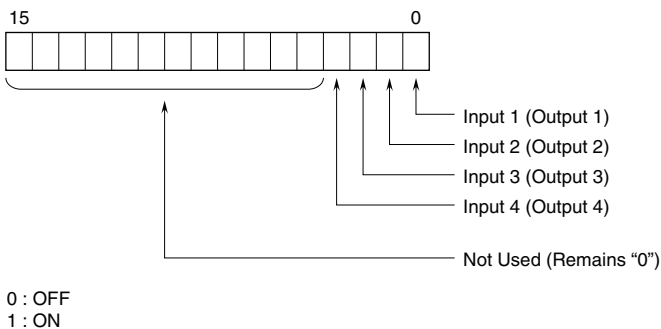 15 0
Input 1 (Output 1)
Input 2 (Output 2)
Input 3 (Output 3)
Input 4 (Output 4)
Not Used (Remains “0”)
0 : OFF
1 : ON